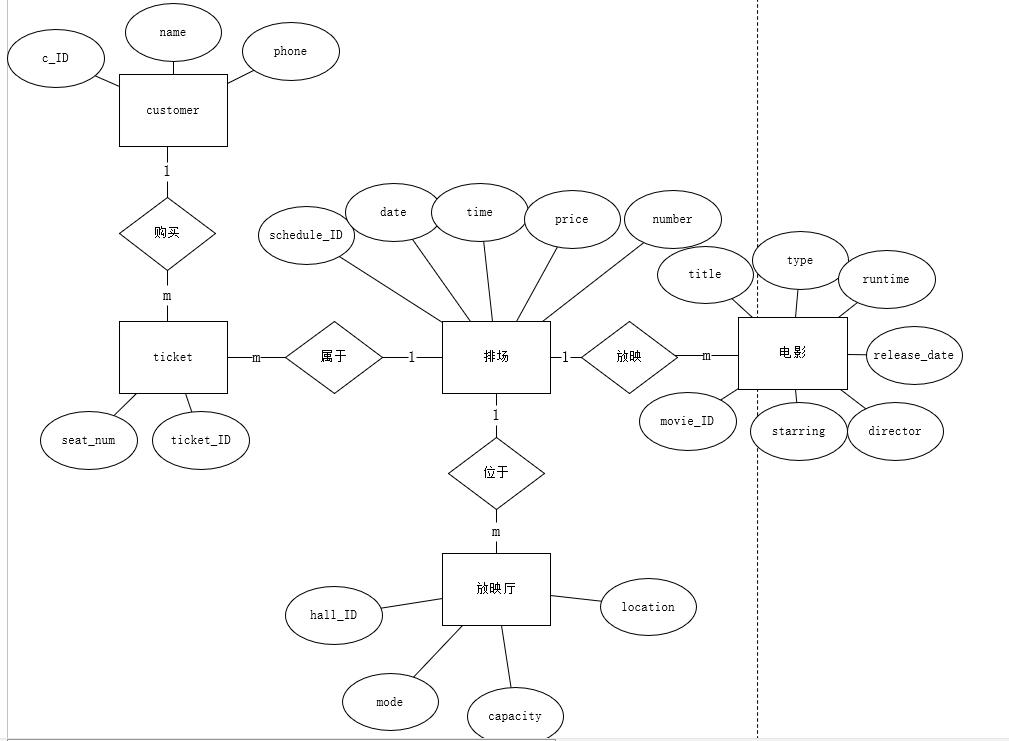 name
phone
c_ID
customer
1
购买
m
date
time
price
number
schedule_ID
title
type
runtime
ticket
m
属于
1
排场
1
放映
m
电影
release_date
movie_ID
starring
director
seat_num
ticket_ID
1
位于
m
放映厅
hall_ID
location
mode
capacity